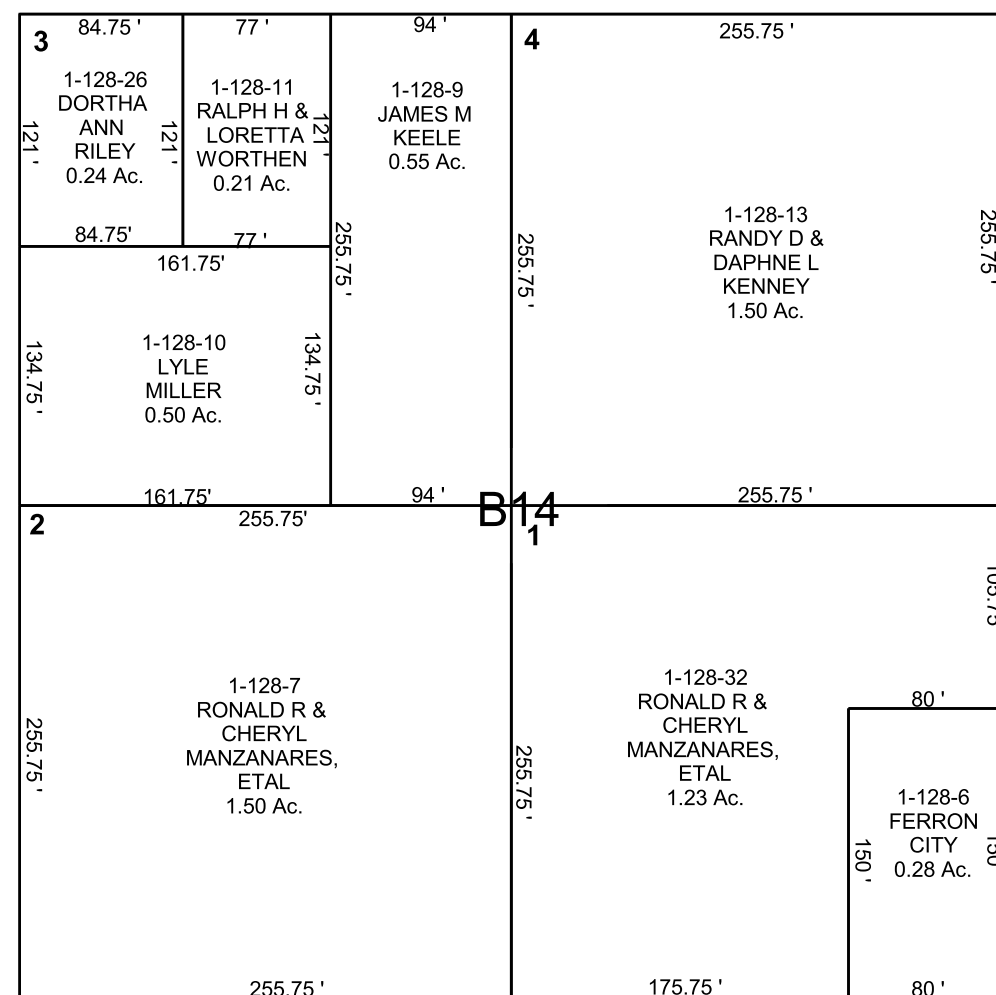 84.75 '
77 '
94 '
255.75 '
3
4
1-128-26
DORTHA
ANN
RILEY
0.24 Ac.
121 '
121 '
1-128-11
RALPH H &
LORETTA
WORTHEN
0.21 Ac.
121 '
1-128-9
JAMES M
KEELE
0.55 Ac.
1-128-13
RANDY D &
DAPHNE L
KENNEY
1.50 Ac.
84.75'
77 '
161.75'
255.75 '
255.75 '
255.75 '
1-128-10
LYLE
MILLER
0.50 Ac.
134.75 '
134.75 '
161.75'
94 '
255.75 '
B14
2
255.75'
1
1-128-7
RONALD R &
CHERYL
MANZANARES,
ETAL
1.50 Ac.
255.75 '
1-128-32
RONALD R &
CHERYL
MANZANARES,
ETAL
1.23 Ac.
255.75 '
80 '
1-128-6
FERRON
CITY
0.28 Ac.
150 '
255.75 '
175.75 '
80 '